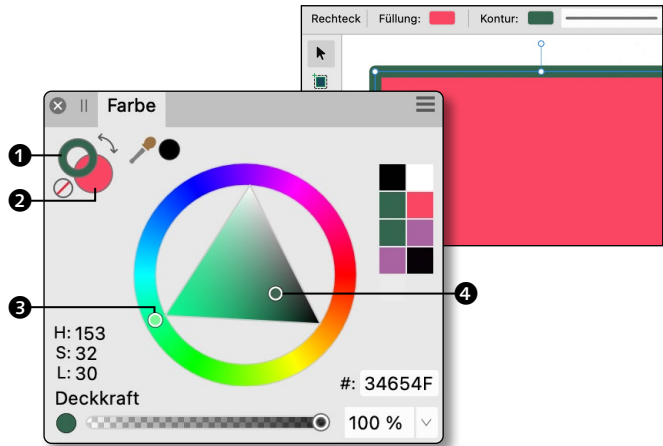 Rechteck Füllung: Kontur:
Farbe
1
2
3
4
H: 153
S: 32
L: 30
#: 34654F
Deckkraft
100 %